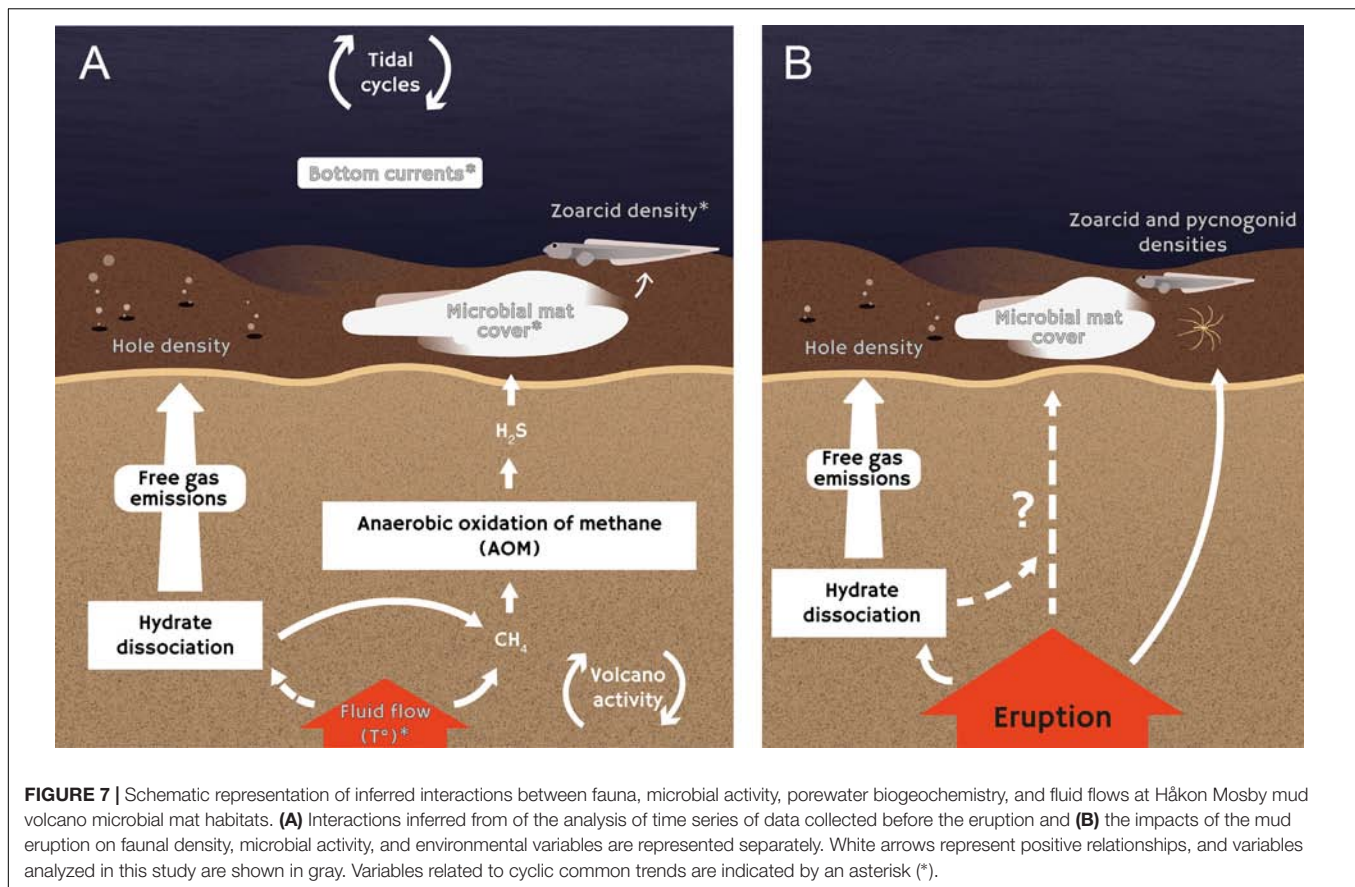 A
Tidal
cycles
Bottom currents*
Zoarcid density*
Microbial mat
cover*
Hole density
H₂S
Free gas
emissions
Anaerobic oxidation of methane
(AOM)
Hydrate
dissociation
CH₄
Volcano
activity
Fluid flow
(T°)*
B
Zoarcid and pycnogonid
densities
Microbial mat
cover
Hole density
Free gas
emissions
?
Hydrate
dissociation
Eruption
FIGURE 7 | Schematic representation of inferred interactions between fauna, microbial activity, porewater biogeochemistry, and fluid flows at Håkon Mosby mud
volcano microbial mat habitats. (A) Interactions inferred from of the analysis of time series of data collected before the eruption and (B) the impacts of the mud
eruption on faunal density, microbial activity, and environmental variables are represented separately. White arrows represent positive relationships, and variables
analyzed in this study are shown in gray. Variables related to cyclic common trends are indicated by an asterisk (*).